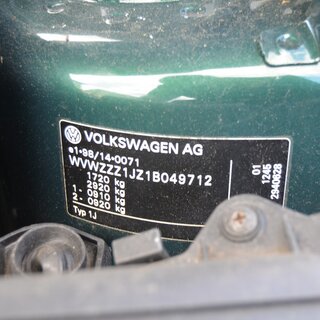 VOLKSWAGEN AG
e1*98/14*0071
WVWZZZ1JZ1B049712
1720 kg
2920 kg
1- 0910 kg
2- 0920 kg
Typ 1J
01
1245
2940628